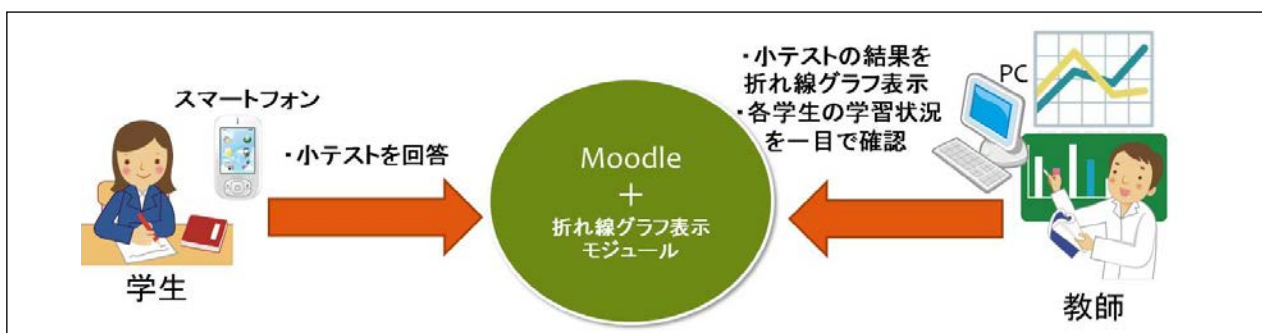 スマートフォン
・小テストを回答
学生
Moodle
＋
折れ線グラフ表示
モジュール
・小テストの結果を
折れ線グラフ表示
・各学生の学習状況
を一目で確認
PC
教師